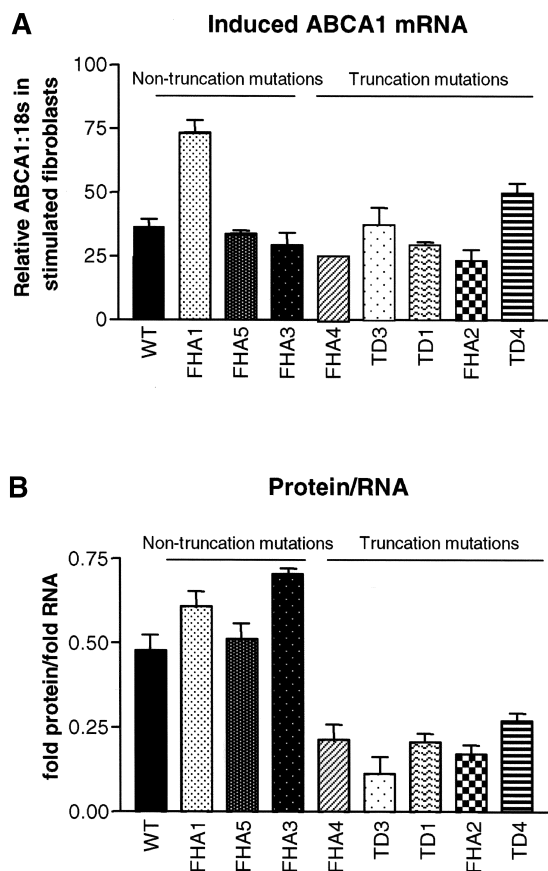 A
Induced ABCA1 mRNA
Non-truncation mutations
Truncation mutations
Relative ABCA1:18s in
stimulated fibroblasts
100
75
50
25
0
WT
FHA1
FHA5
FHA3
FHA4
TD3
TD1
FHA2
TD4
B
Protein/RNA
Non-truncation mutations
Truncation mutations
fold protein/fold RNA
0.75
0.50
0.25
0.00
WT
FHA1
FHA5
FHA3
FHA4
TD3
TD1
FHA2
TD4